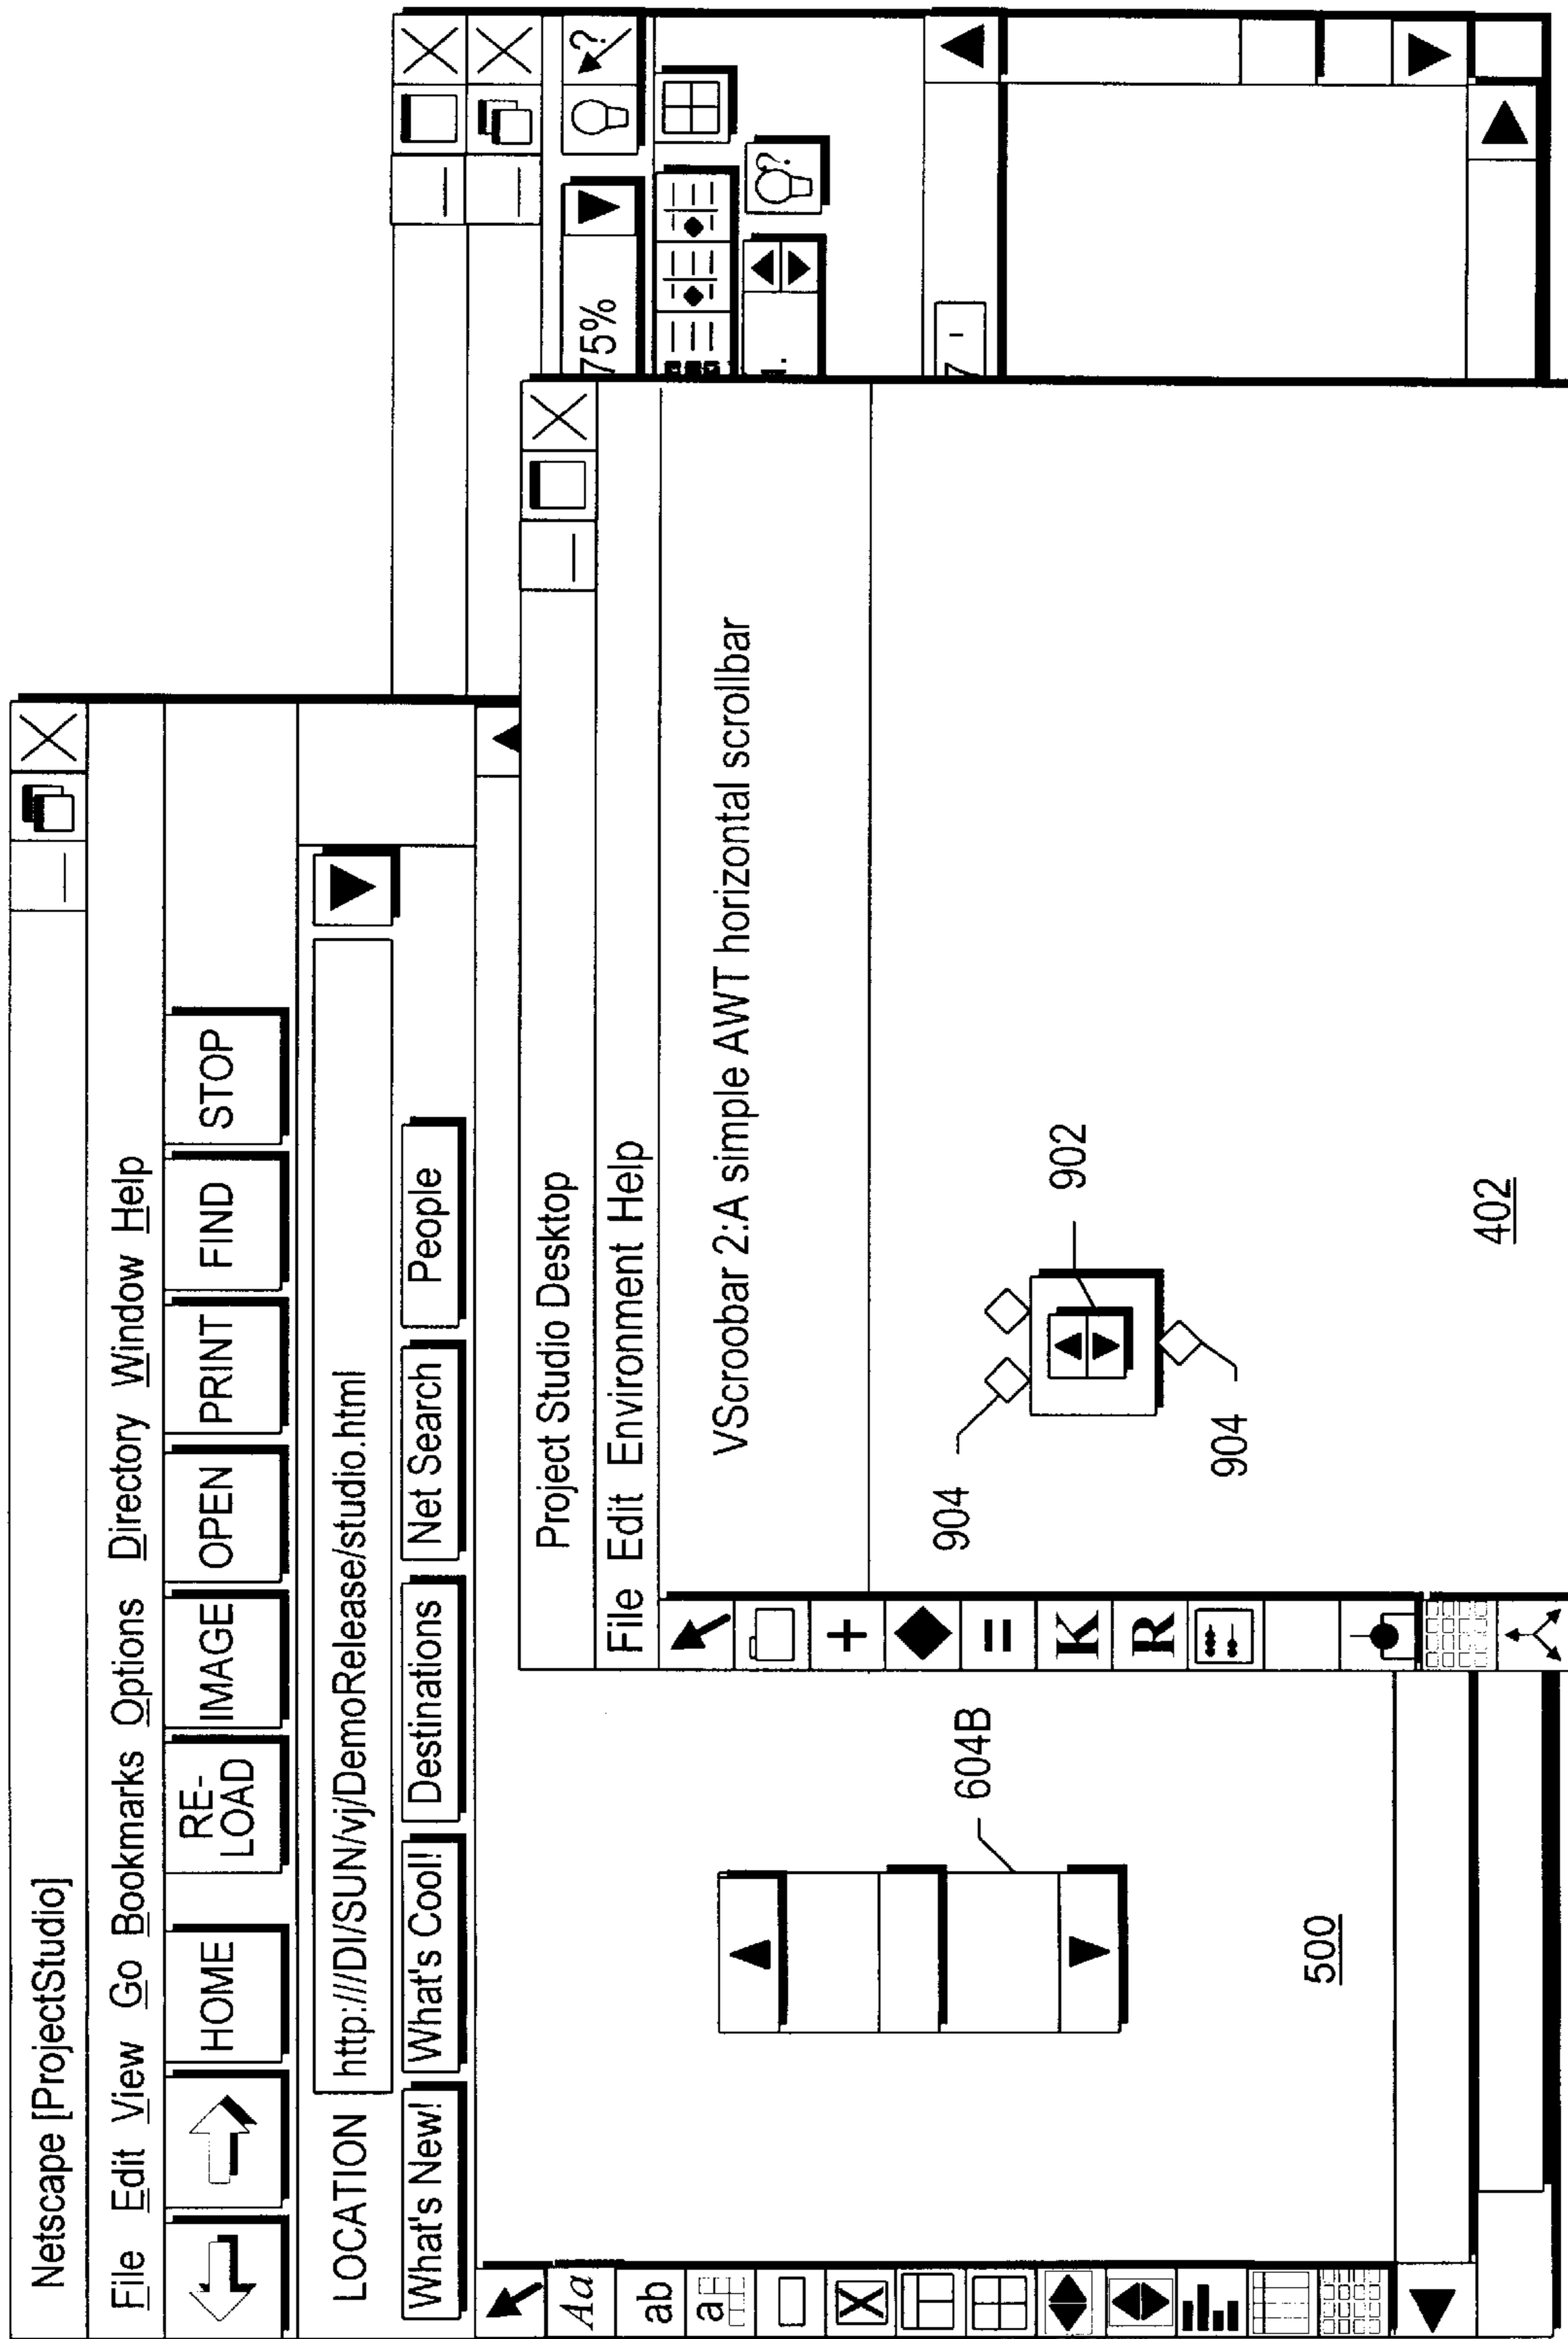 Netscape [ProjectStudio]
File Edit View Go Bookmarks Options Directory Window Help
HOME RE-LOAD IMAGE OPEN PRINT FIND STOP
LOCATION http:///DI/SUN/vj/DemoRelease/studio.html
What's New! What's Cool! Destinations Net Search People
75%
?
?
Project Studio Desktop
File Edit Environment Help
VScroobar 2:A simple AWT horizontal scrollbar
Aa
ab
a
+
=
K
R
604B
500
904
902
904
402